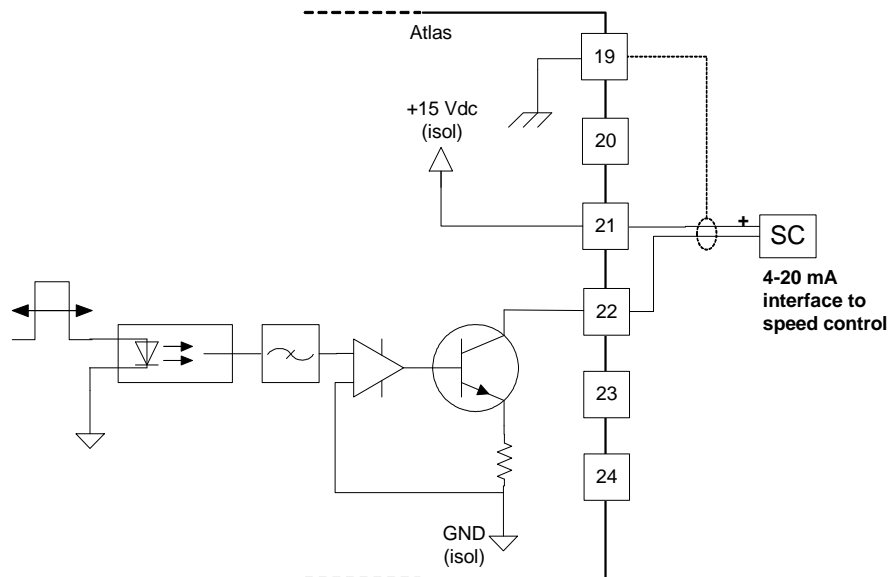 Atlas
19
+15 Vdc
(isol)
20
21
+
SC
4-20 mA
interface to
speed control
22
23
24
GND
(isol)